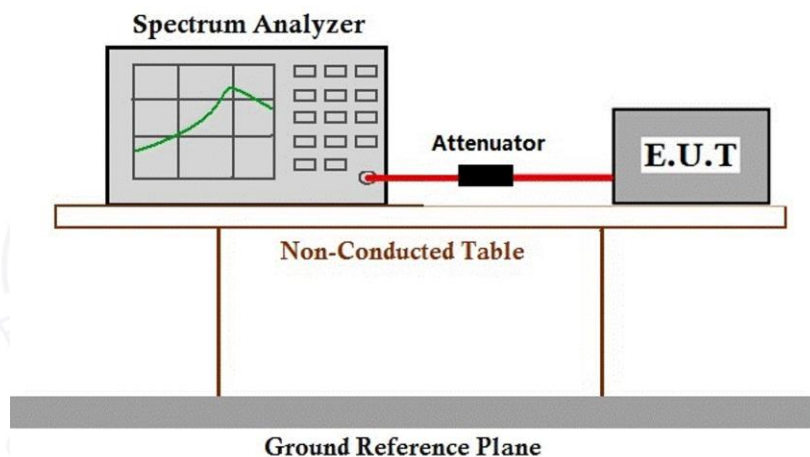 Spectrum Analyzer
Attenuator
E.U.T
Non-Conducted Table
Ground Reference Plane